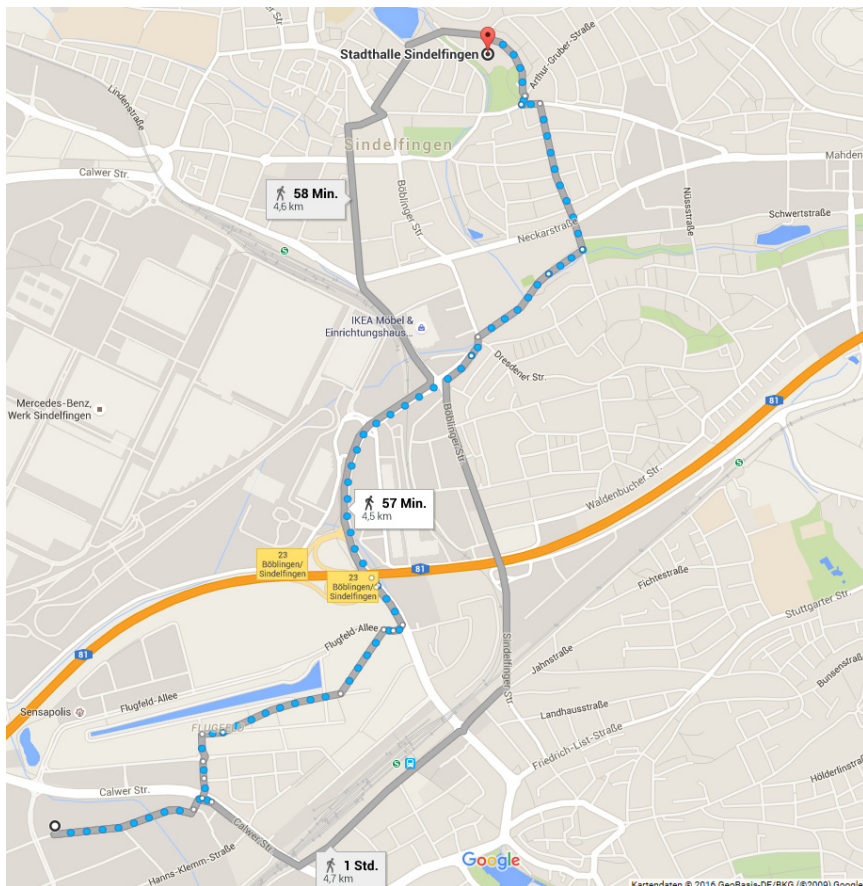 Stadthalle Sindelfingen
Arthur-Gruber-Straße
Lindenstraße
Sindelfingen
Calwer Str.
Mahden
58 Min.
4,6 km
Böblinger Str.
Nüssstraße
Schwertstraße
Neckarstraße
S
IKEA Möbel &
Einrichtungshaus...
Dresdener Str.
Mercedes-Benz,
Werk Sindelfingen
81
Böblinger Str.
S
Waldenbucher Str.
57 Min.
4,5 km
23
Böblingen/
Sindelfingen
81
23
Böblingen/
Sindelfingen
Fichtestraße
Stuttgarter Str.
Flugfeld-Allee
81
Sindelfinger Str.
Jahnstraße
Bunsenstraß
Flugfeld-Allee
Sensapolis
Landhausstraße
FLUGFELD
Friedrich-List-Straße
S
Hölderlinstraß
Calwer Str.
Calwer Str.
Hanns-Klemm-Straße
1 Std.
4,7 km
Google
Kartendaten © 2016 GeoBasis-DE/BKG (©2009) Google